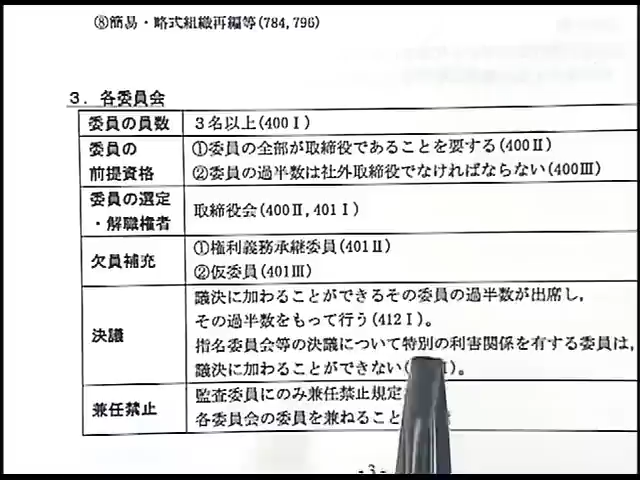 ⑧簡易・略式組織再編等(784,796)
3．各委員会
委員の員数
3名以上(400Ⅰ)
委員の
前提資格
①委員の全部が取締役であることを要する(400Ⅱ)
②委員の過半数は社外取締役でなければならない(400Ⅲ)
委員の選定
・解職権者
取締役会(400Ⅱ,401Ⅰ)
欠員補充
①権利義務承継委員(401Ⅱ)
②仮委員(401Ⅲ)
決議
議決に加わることができるその委員の過半数が出席し，
その過半数をもって行う(412Ⅰ)。
指名委員会等の決議について特別の利害関係を有する委員は，
議決に加わることができない(
)。
兼任禁止
監査委員にのみ兼任禁止規定
各委員会の委員を兼ねること
-3-